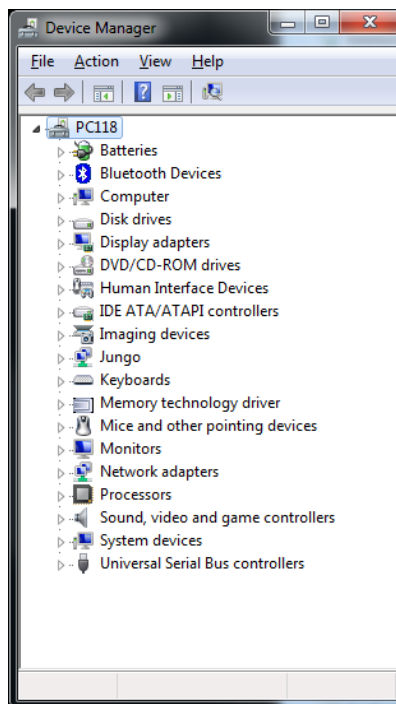 Device Manager
File Action View Help
PC118
Batteries
Bluetooth Devices
Computer
Disk drives
Display adapters
DVD/CD-ROM drives
Human Interface Devices
IDE ATA/ATAPI controllers
Imaging devices
Jungo
Keyboards
Memory technology driver
Mice and other pointing devices
Monitors
Network adapters
Processors
Sound, video and game controllers
System devices
Universal Serial Bus controllers